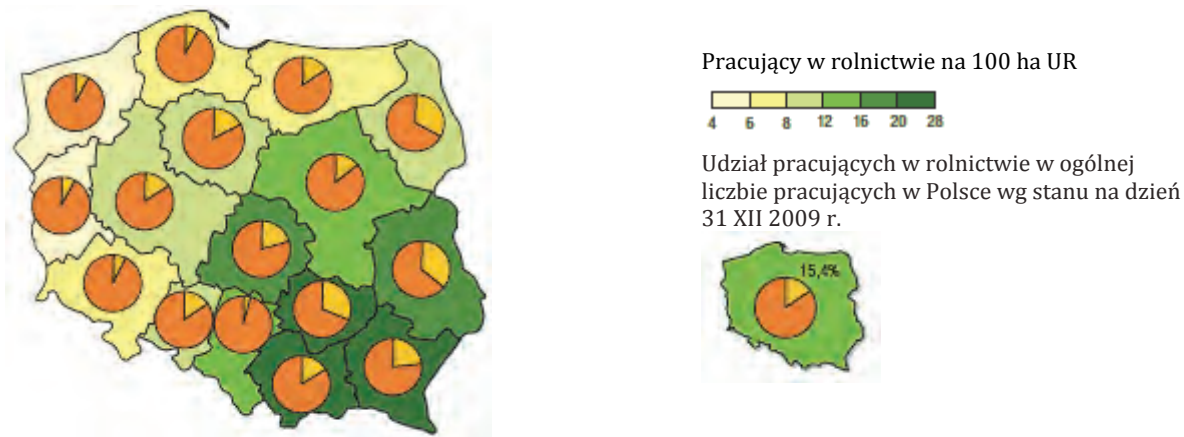 Pracujący w rolnictwie na 100 ha UR
4 6 8 12 16 20 28
Udział pracujących w rolnictwie w ogólnej
liczbie pracujących w Polsce wg stanu na dzień
31 XII 2009 r.
15,4%